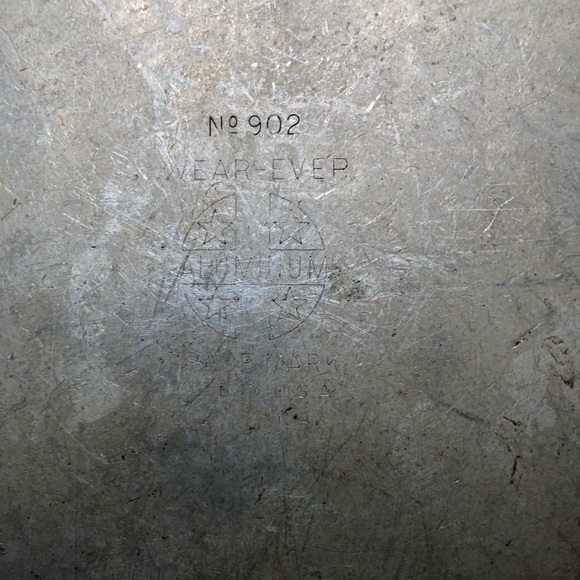 No 902
WEAR-EVER
ALUMINUM
TRADE MARK
U.S.A